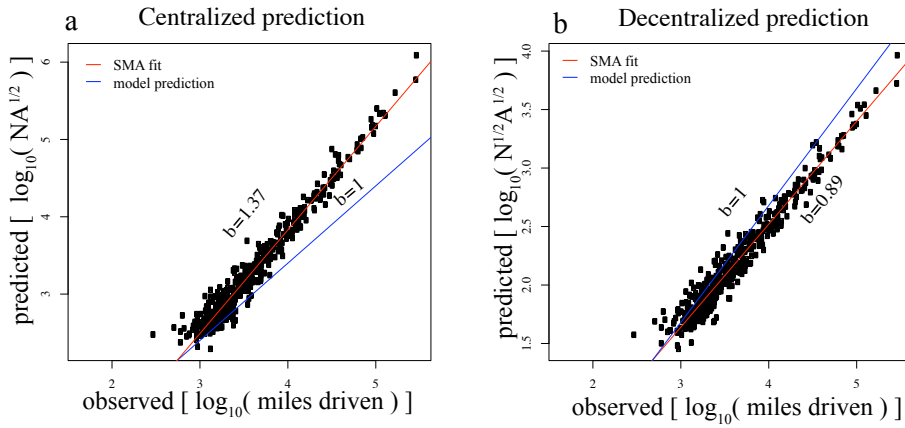 a
Centralized prediction
predicted [ log10( NA1/2 ) ]
6
5
4
3
SMA fit
model prediction
b=1.37
b=1
2
3
4
5
observed [ log10( miles driven ) ]
b
Decentralized prediction
predicted [ log10( N1/2A1/2 ) ]
4.0
3.5
3.0
2.5
2.0
1.5
SMA fit
model prediction
b=1
b=0.89
2
3
4
5
observed [ log10( miles driven ) ]